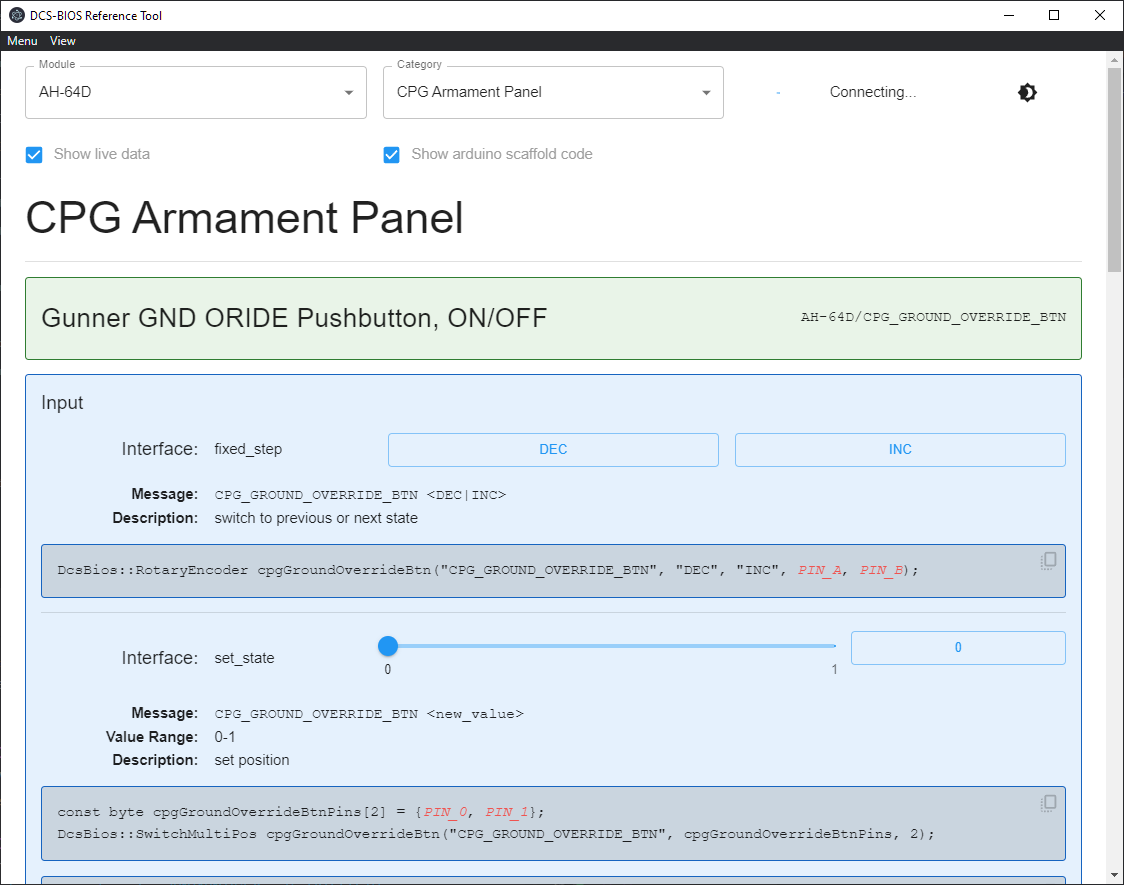 DCS-BIOS Reference Tool
Menu View
Module
AH-64D
Category
CPG Armament Panel
-
Connecting...
Show live data
Show arduino scaffold code
CPG Armament Panel
Gunner GND ORIDE Pushbutton, ON/OFF
AH-64D/CPG_GROUND_OVERRIDE_BTN
Input
Interface: fixed_step
DEC
INC
Message: CPG_GROUND_OVERRIDE_BTN <DEC|INC>
Description: switch to previous or next state
DcsBios::RotaryEncoder cpgGroundOverrideBtn("CPG_GROUND_OVERRIDE_BTN", "DEC", "INC", PIN_A, PIN_B);
Interface: set_state
0
1
0
Message: CPG_GROUND_OVERRIDE_BTN <new_value>
Value Range: 0-1
Description: set position
const byte cpgGroundOverrideBtnPins[2] = {PIN_0, PIN_1};
DcsBios::SwitchMultiPos cpgGroundOverrideBtn("CPG_GROUND_OVERRIDE_BTN", cpgGroundOverrideBtnPins, 2);